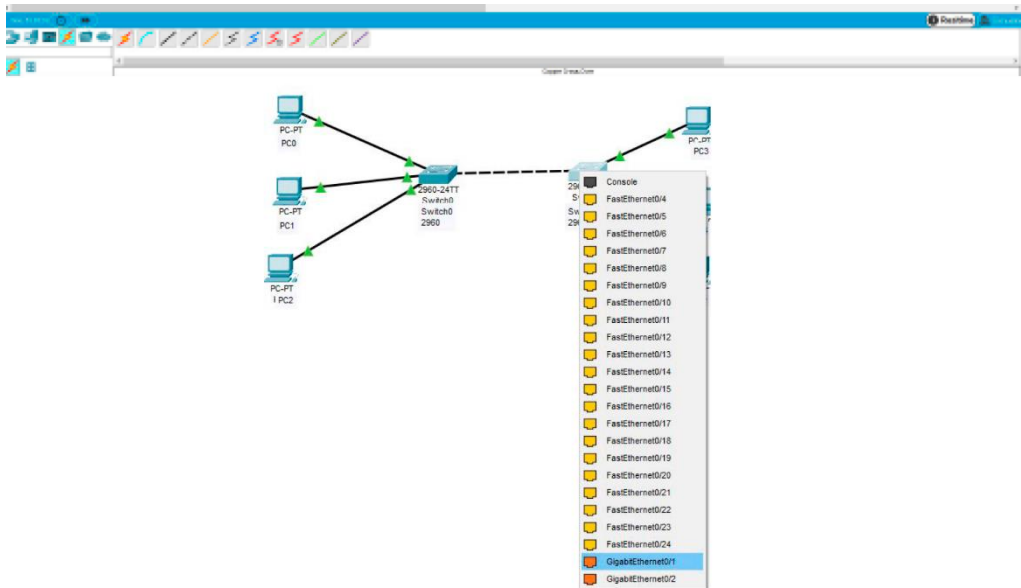 Realtime
PC-PT
PC0
PC-PT
PC1
PC-PT
PC2
2960-24TT
Switch0
Switch0
2960
PC-PT
PC3
Console
FastEthernet0/4
FastEthernet0/5
FastEthernet0/6
FastEthernet0/7
FastEthernet0/8
FastEthernet0/9
FastEthernet0/10
FastEthernet0/11
FastEthernet0/12
FastEthernet0/13
FastEthernet0/14
FastEthernet0/15
FastEthernet0/16
FastEthernet0/17
FastEthernet0/18
FastEthernet0/19
FastEthernet0/20
FastEthernet0/21
FastEthernet0/22
FastEthernet0/23
FastEthernet0/24
GigabitEthernet0/1
GigabitEthernet0/2